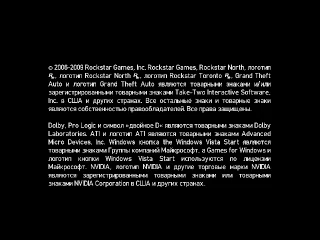 © 2008-2009 Rockstar Games, Inc. Rockstar Games, Rockstar North, логотип
R★, логотип Rockstar North R★, логотип Rockstar Toronto R★, Grand Theft
Auto и логотип Grand Theft Auto являются товарными знаками и/или
зарегистрированными товарными знаками Take-Two Interactive Software,
Inc. в США и других странах. Все остальные знаки и товарные знаки
являются собственностью правообладателей. Все права защищены.
Dolby, Pro Logic и символ «двойное D» являются товарными знаками Dolby
Laboratories. ATI и логотип ATI являются товарными знаками Advanced
Micro Devices, Inc. Windows кнопка the Windows Vista Start являются
товарными знаками Группы компаний Майкрософт, а Games for Windows и
логотип кнопки Windows Vista Start используются по лицензии
Майкрософт. NVIDIA, логотип NVIDIA и другие торговые марки NVIDIA
являются зарегистрированными товарными знаками или товарными
знаками NVIDIA Corporation в США и других странах.